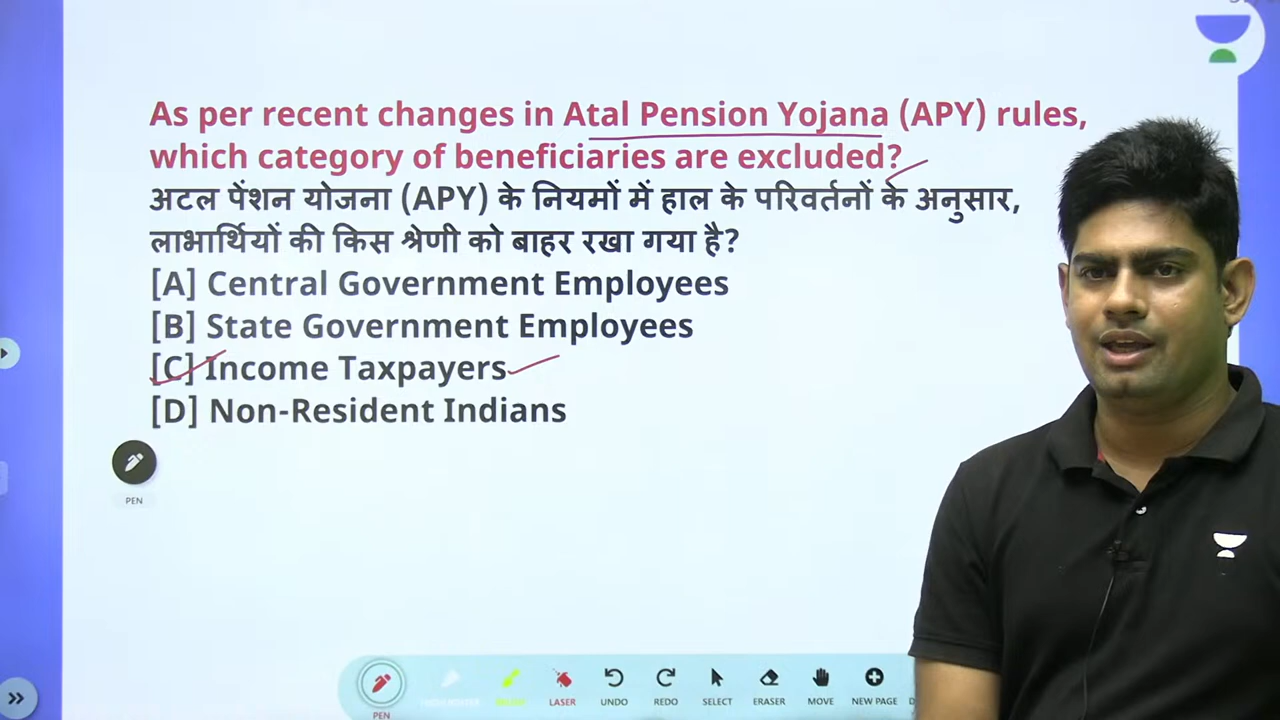 As per recent changes in Atal Pension Yojana (APY) rules,
which category of beneficiaries are excluded?
अटल पेंशन योजना (APY) के नियमों में हाल के परिवर्तनों के अनुसार,
लाभार्थियों की किस श्रेणी को बाहर रखा गया है?
[A] Central Government Employees
[B] State Government Employees
[C] Income Taxpayers
[D] Non-Resident Indians
PEN
PEN
LASER
UNDO
REDO
SELECT
ERASER
MOVE
NEW PAGE